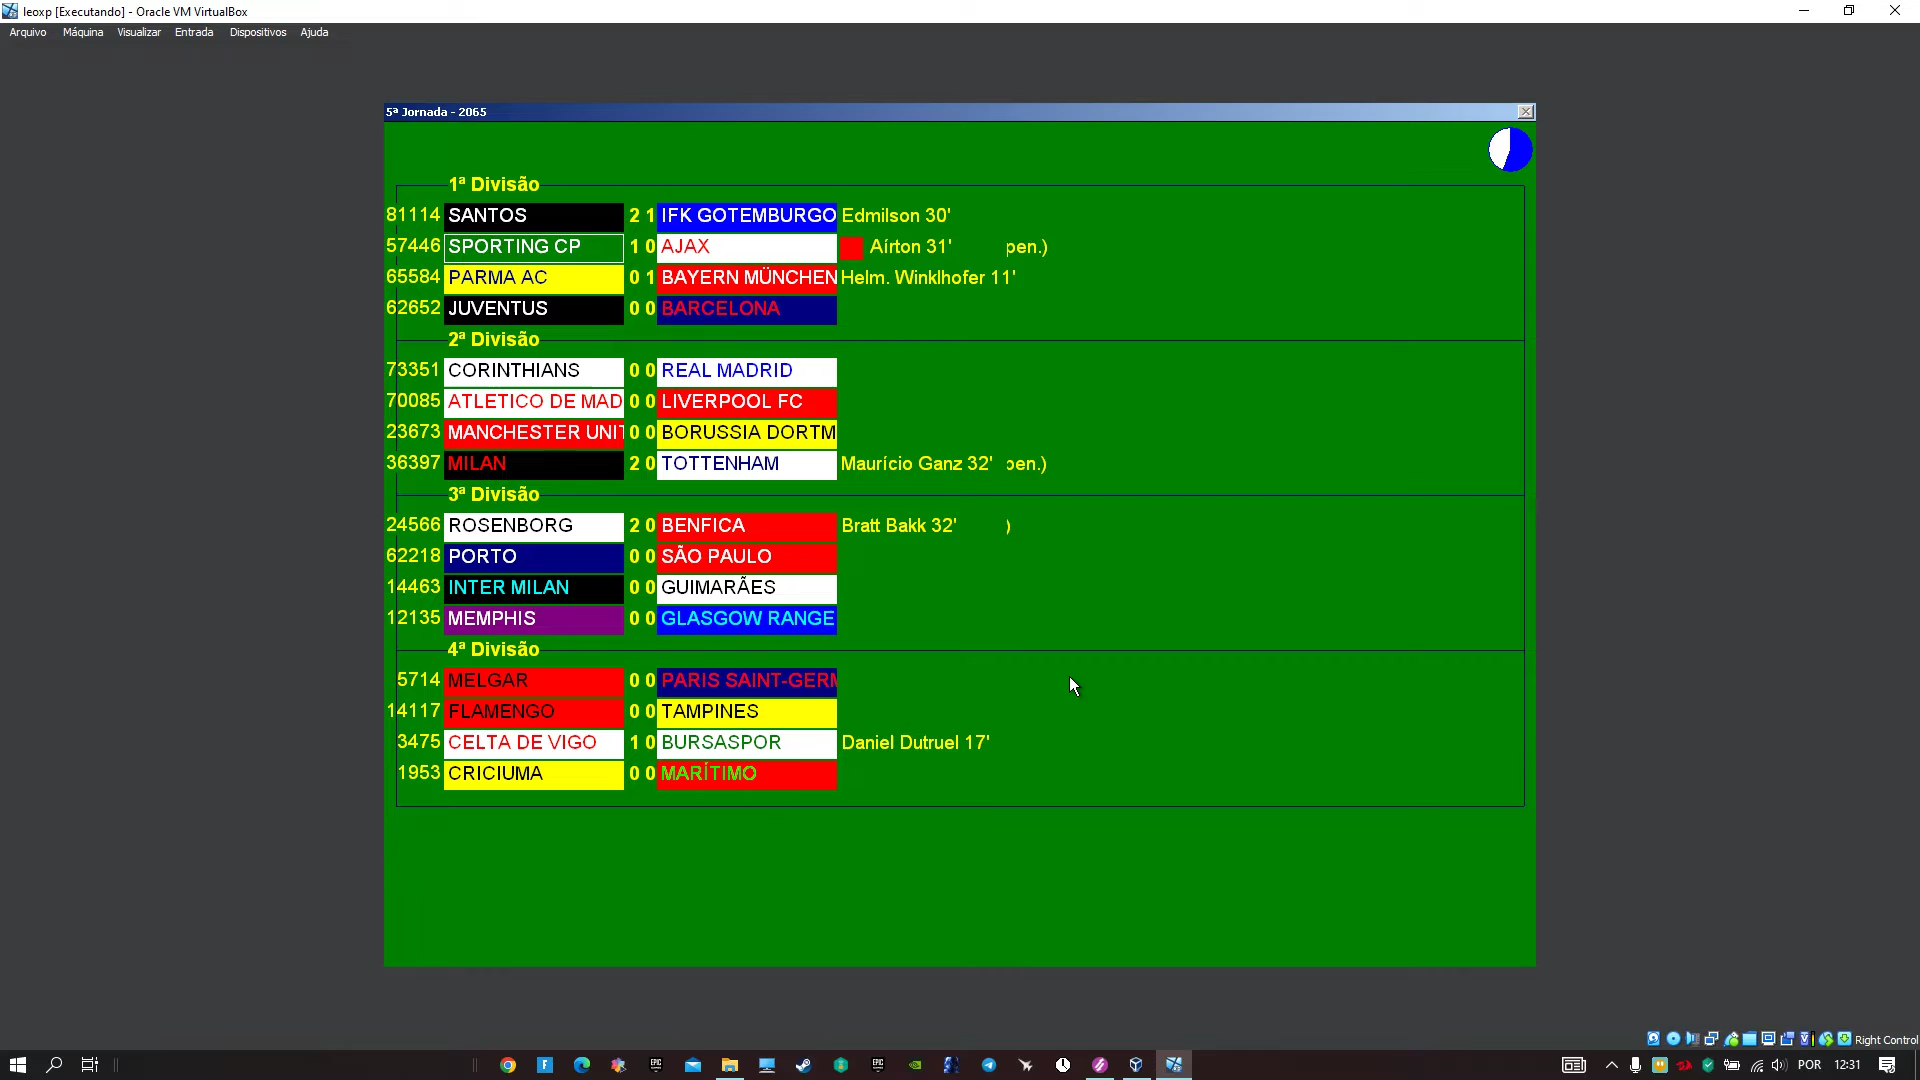 leoxp [Executando] - Oracle VM VirtualBox
Arquivo Máquina Visualizar Entrada Dispositivos Ajuda
5ª Jornada - 2065
1ª Divisão
81114 SANTOS 2 1 IFK GOTEMBURGO Edmilson 30'
57446 SPORTING CP 1 0 AJAX Aírton 31' pen.)
65584 PARMA AC 0 1 BAYERN MÜNCHEN Helm. Winklhofer 11'
62652 JUVENTUS 0 0 BARCELONA
2ª Divisão
73351 CORINTHIANS 0 0 REAL MADRID
70085 ATLETICO DE MAD 0 0 LIVERPOOL FC
23673 MANCHESTER UNIT 0 0 BORUSSIA DORTM
36397 MILAN 2 0 TOTTENHAM Maurício Ganz 32' pen.)
3ª Divisão
24566 ROSENBORG 2 0 BENFICA Bratt Bakk 32' )
62218 PORTO 0 0 SÃO PAULO
14463 INTER MILAN 0 0 GUIMARÃES
12135 MEMPHIS 0 0 GLASGOW RANGE
4ª Divisão
5714 MELGAR 0 0 PARIS SAINT-GERM
14117 FLAMENGO 0 0 TAMPINES
3475 CELTA DE VIGO 1 0 BURSASPOR Daniel Dutruel 17'
1953 CRICIUMA 0 0 MARÍTIMO
Right Control
EPIC EPIC POR 12:31